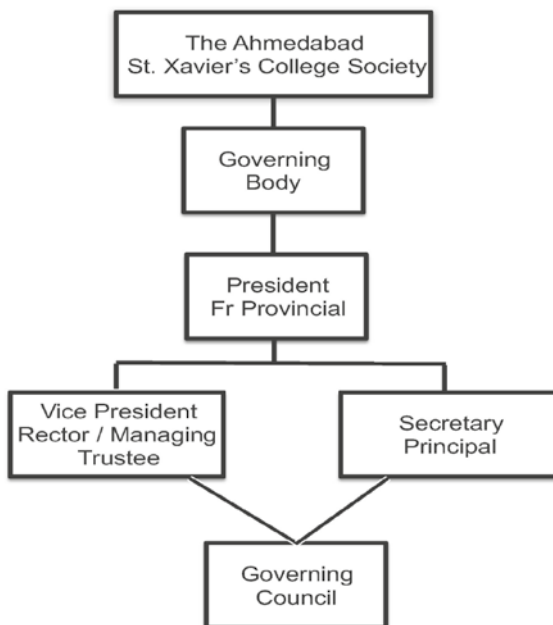 The Ahmedabad
St. Xavier's College Society
Governing
Body
President
Fr Provincial
Vice President
Rector / Managing
Trustee
Secretary
Principal
Governing
Council